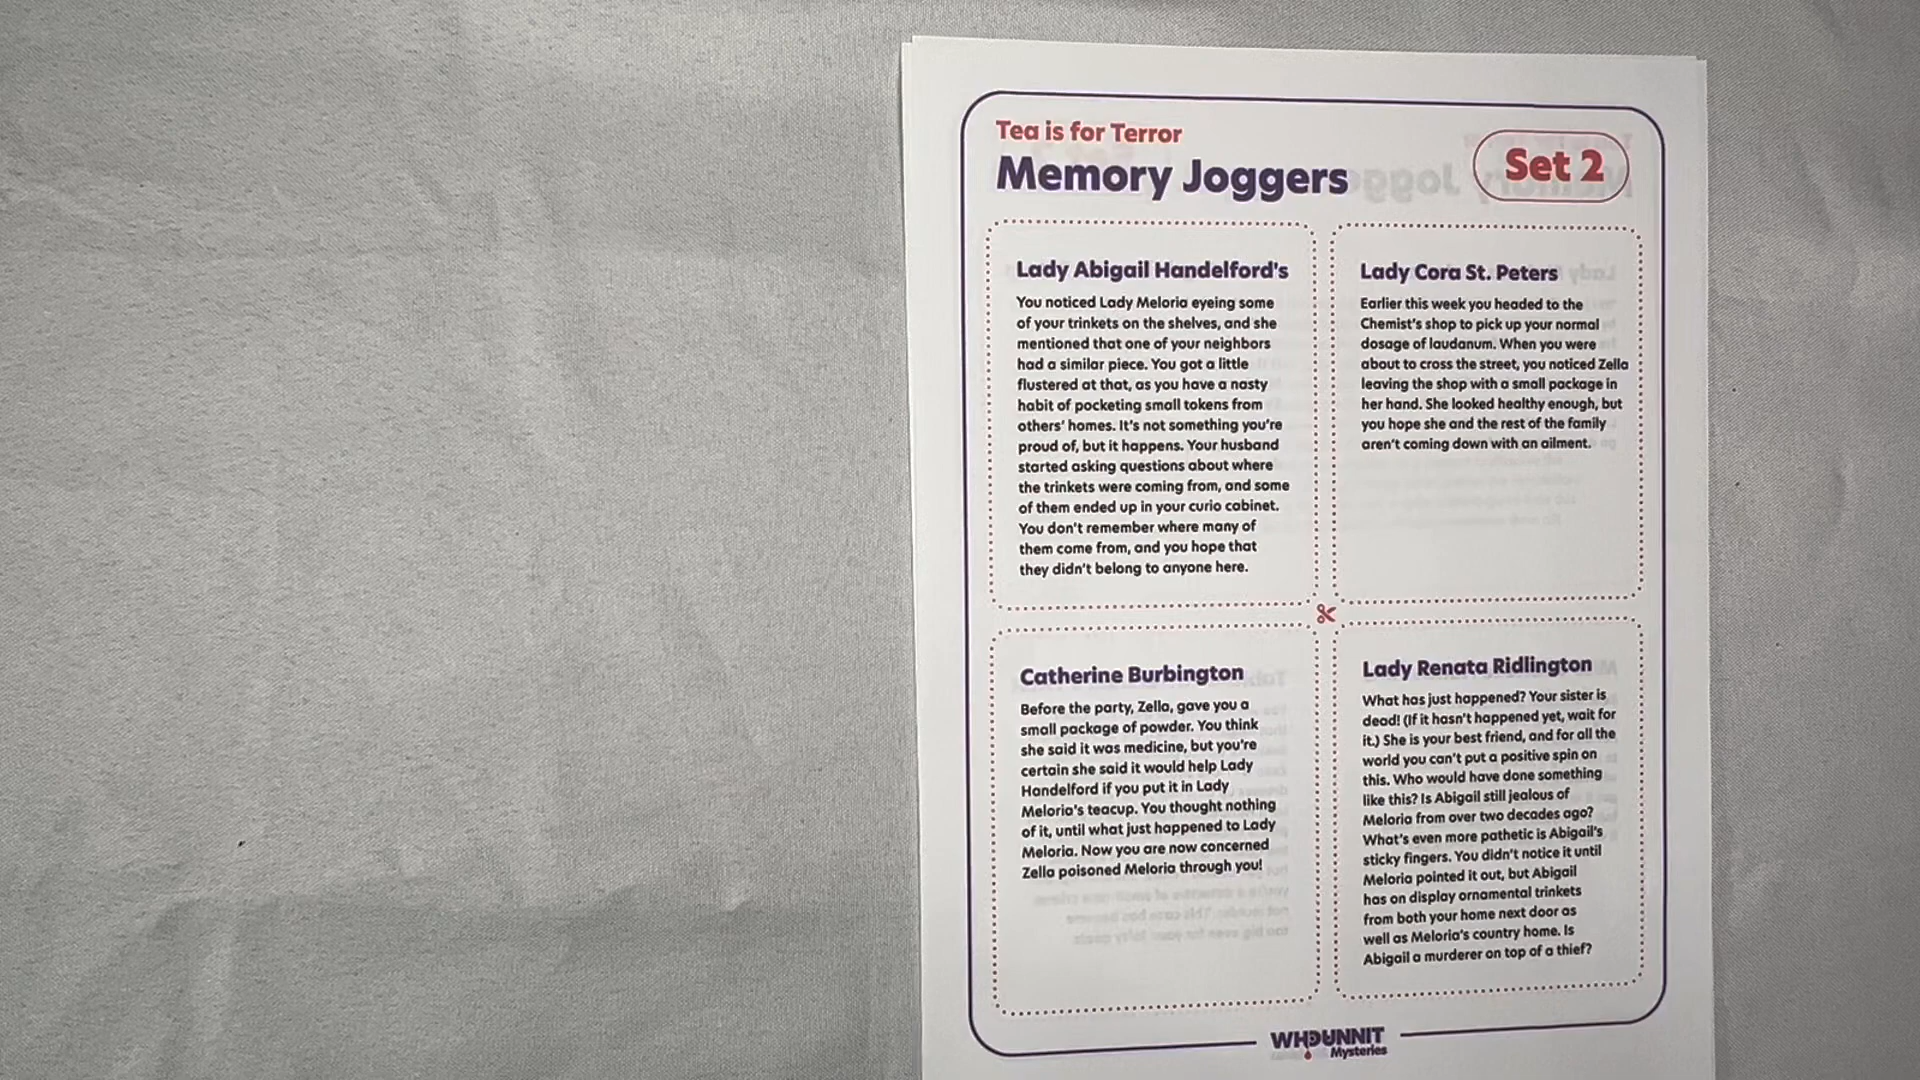 Tea is for Terror
Memory Joggers
Set 2
Lady Abigail Handelford's
You noticed Lady Meloria eyeing some
of your trinkets on the shelves, and she
mentioned that one of your neighbors
had a similar piece. You got a little
flustered at that, as you have a nasty
habit of pocketing small tokens from
others' homes. It's not something you're
proud of, but it happens. Your husband
started asking questions about where
the trinkets were coming from, and some
of them ended up in your curio cabinet.
You don't remember where many of
them come from, and you hope that
they didn't belong to anyone here.
Lady Cora St. Peters
Earlier this week you headed to the
Chemist's shop to pick up your normal
dosage of laudanum. When you were
about to cross the street, you noticed Zella
leaving the shop with a small package in
her hand. She looked healthy enough, but
you hope she and the rest of the family
aren't coming down with an ailment.
Catherine Burbington
Before the party, Zella, gave you a
small package of powder. You think
she said it was medicine, but you're
certain she said it would help Lady
Handelford if you put it in Lady
Meloria's teacup. You thought nothing
of it, until what just happened to Lady
Meloria. Now you are now concerned
Zella poisoned Meloria through you!
Lady Renata Ridlington
What has just happened? Your sister is
dead! (If it hasn't happened yet, wait for
it.) She is your best friend, and for all the
world you can't put a positive spin on
this. Who would have done something
like this? Is Abigail still jealous of
Meloria from over two decades ago?
What's even more pathetic is Abigail's
sticky fingers. You didn't notice it until
Meloria pointed it out, but Abigail
has on display ornamental trinkets
from both your home next door as
well as Meloria's country home. Is
Abigail a murderer on top of a thief?
WHODUNNIT
Mysteries